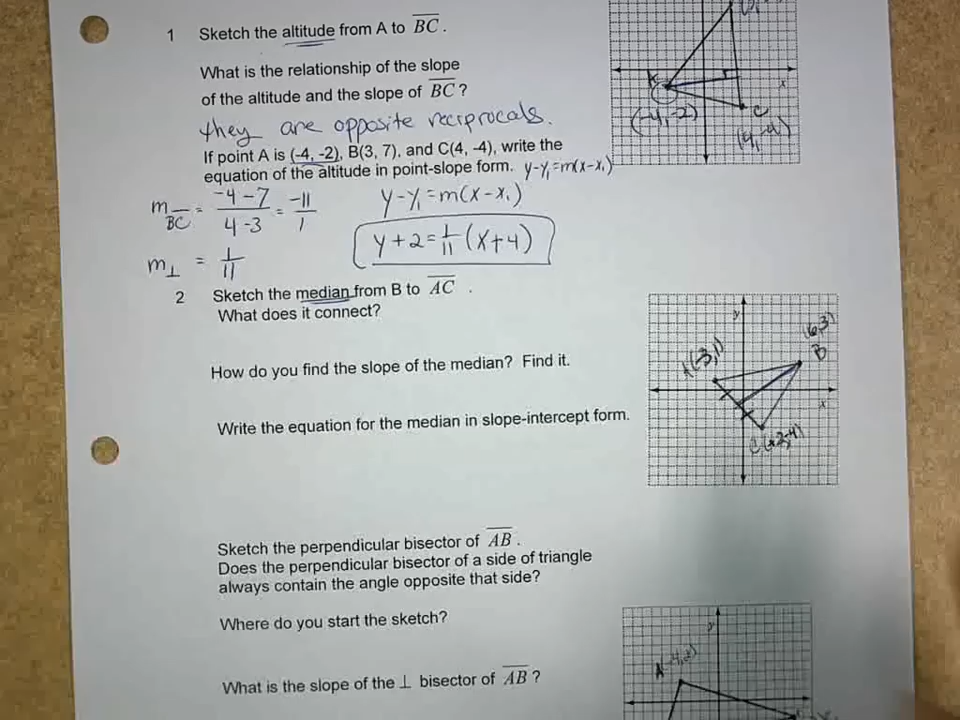 1 Sketch the altitude from A to BC.
What is the relationship of the slope
of the altitude and the slope of BC?
they are opposite reciprocals.
If point A is (-4, -2), B(3, 7), and C(4, -4), write the
equation of the altitude in point-slope form. y-y₁=m(x-x₁)
m BC = -4-7 / 4-3 = -11/1
y-y₁=m(x-x₁)
y+2=1/11(x+4)
m⊥ = 1/11
(-4,-2)
C
(4,-4)
x
2 Sketch the median from B to AC .
What does it connect?
How do you find the slope of the median? Find it.
Write the equation for the median in slope-intercept form.
y
(6,3)
B
A(-3,1)
x
Sketch the perpendicular bisector of AB .
Does the perpendicular bisector of a side of triangle
always contain the angle opposite that side?
Where do you start the sketch?
What is the slope of the ⊥ bisector of AB ?
y
A